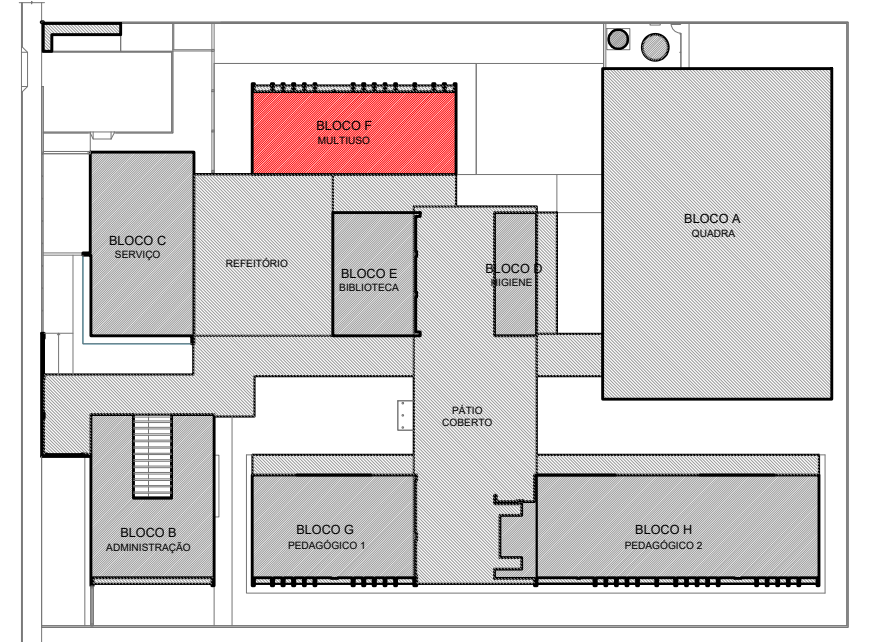 BLOCO F
MULTIUSO
BLOCO A
QUADRA
BLOCO C
SERVIÇO
REFEITÓRIO
BLOCO E
BIBLIOTECA
BLOCO D
HIGIENE
PÁTIO
COBERTO
BLOCO B
ADMINISTRAÇÃO
BLOCO G
PEDAGÓGICO 1
BLOCO H
PEDAGÓGICO 2